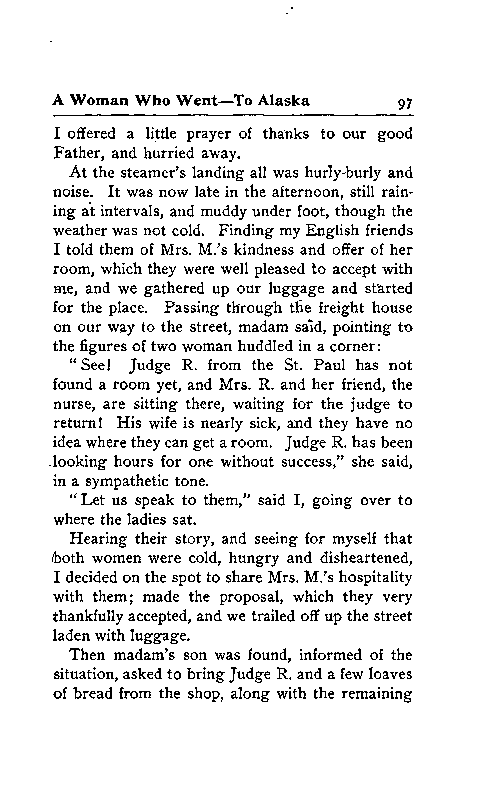 A Woman Who Went—To Alaska 97
I offered a little prayer of thanks to our good
Father, and hurried away.
At the steamer's landing all was hurly-burly and
noise. It was now late in the afternoon, still rain-
ing at intervals, and muddy under foot, though the
weather was not cold. Finding my English friends
I told them of Mrs. M.'s kindness and offer of her
room, which they were well pleased to accept with
me, and we gathered up our luggage and started
for the place. Passing through the freight house
on our way to the street, madam said, pointing to
the figures of two woman huddled in a corner:
"See! Judge R. from the St. Paul has not
found a room yet, and Mrs. R. and her friend, the
nurse, are sitting there, waiting for the judge to
return! His wife is nearly sick, and they have no
idea where they can get a room. Judge R. has been
looking hours for one without success," she said,
in a sympathetic tone.
"Let us speak to them," said I, going over to
where the ladies sat.
Hearing their story, and seeing for myself that
both women were cold, hungry and disheartened,
I decided on the spot to share Mrs. M.'s hospitality
with them; made the proposal, which they very
thankfully accepted, and we trailed off up the street
laden with luggage.
Then madam's son was found, informed of the
situation, asked to bring Judge R. and a few loaves
of bread from the shop, along with the remaining